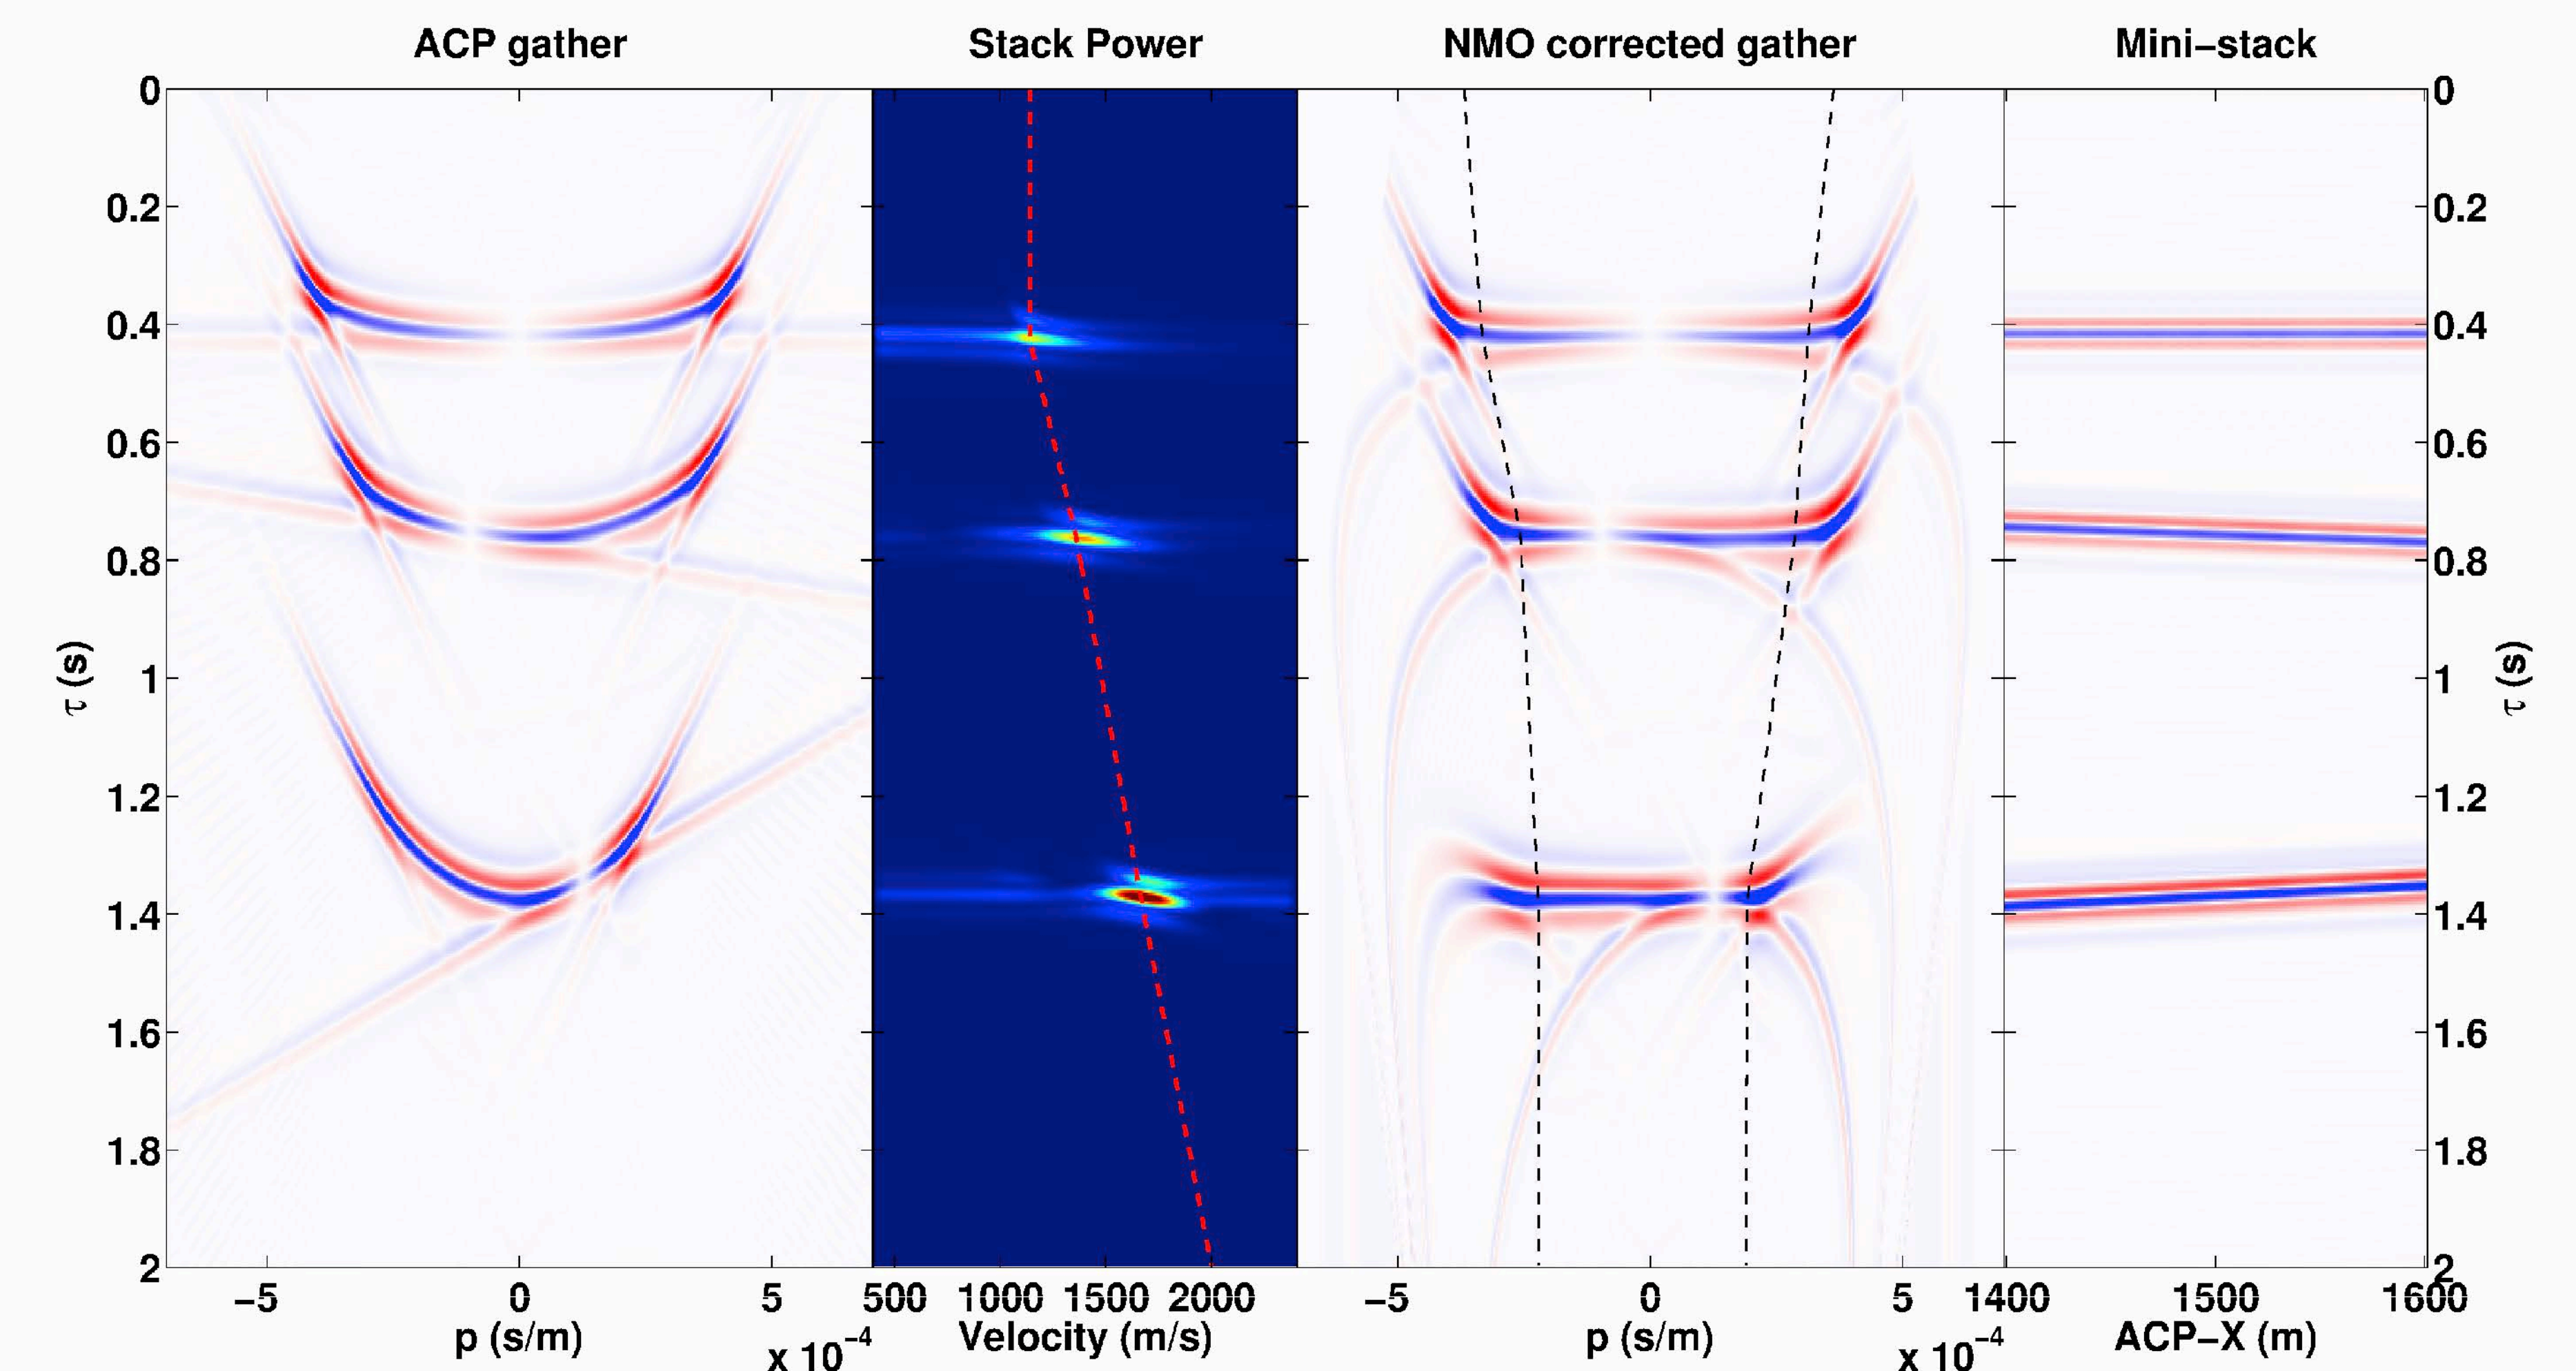 ACP gather Stack Power NMO corrected gather Mini−stack
0 0
0.2 0.2
0.4 0.4
0.6 0.6
0.8 0.8
τ (s) 1 1 τ (s)
1.2 1.2
1.4 1.4
1.6 1.6
1.8 1.8
2 2
−5 0 5 500 1000 1500 2000 −5 0 5 1400 1500 1600
p (s/m) x 10−4 Velocity (m/s) p (s/m) x 10−4 ACP−X (m)